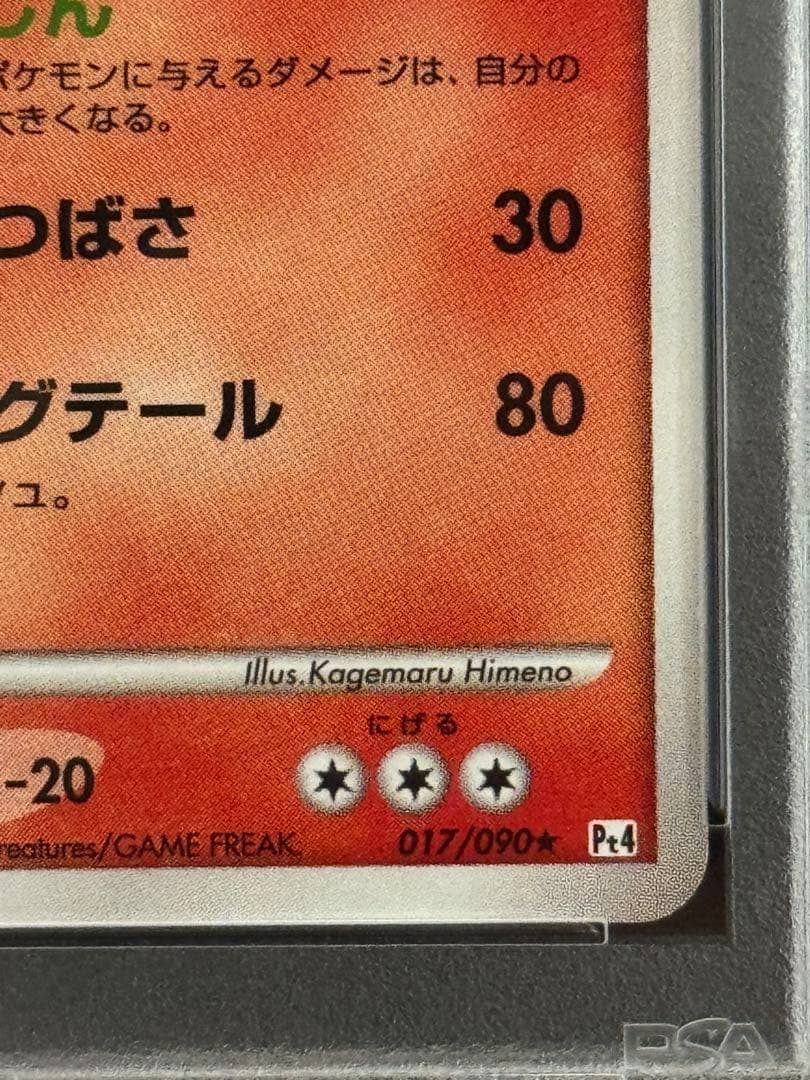 しん
ポケモンに与えるダメージは、自分の
大きくなる。
つばさ 30
グテール 80
ュ。
Illus.Kagemaru Himeno
にげる
-20
reatures/GAME FREAK.
017/090★ Pt4
PSA